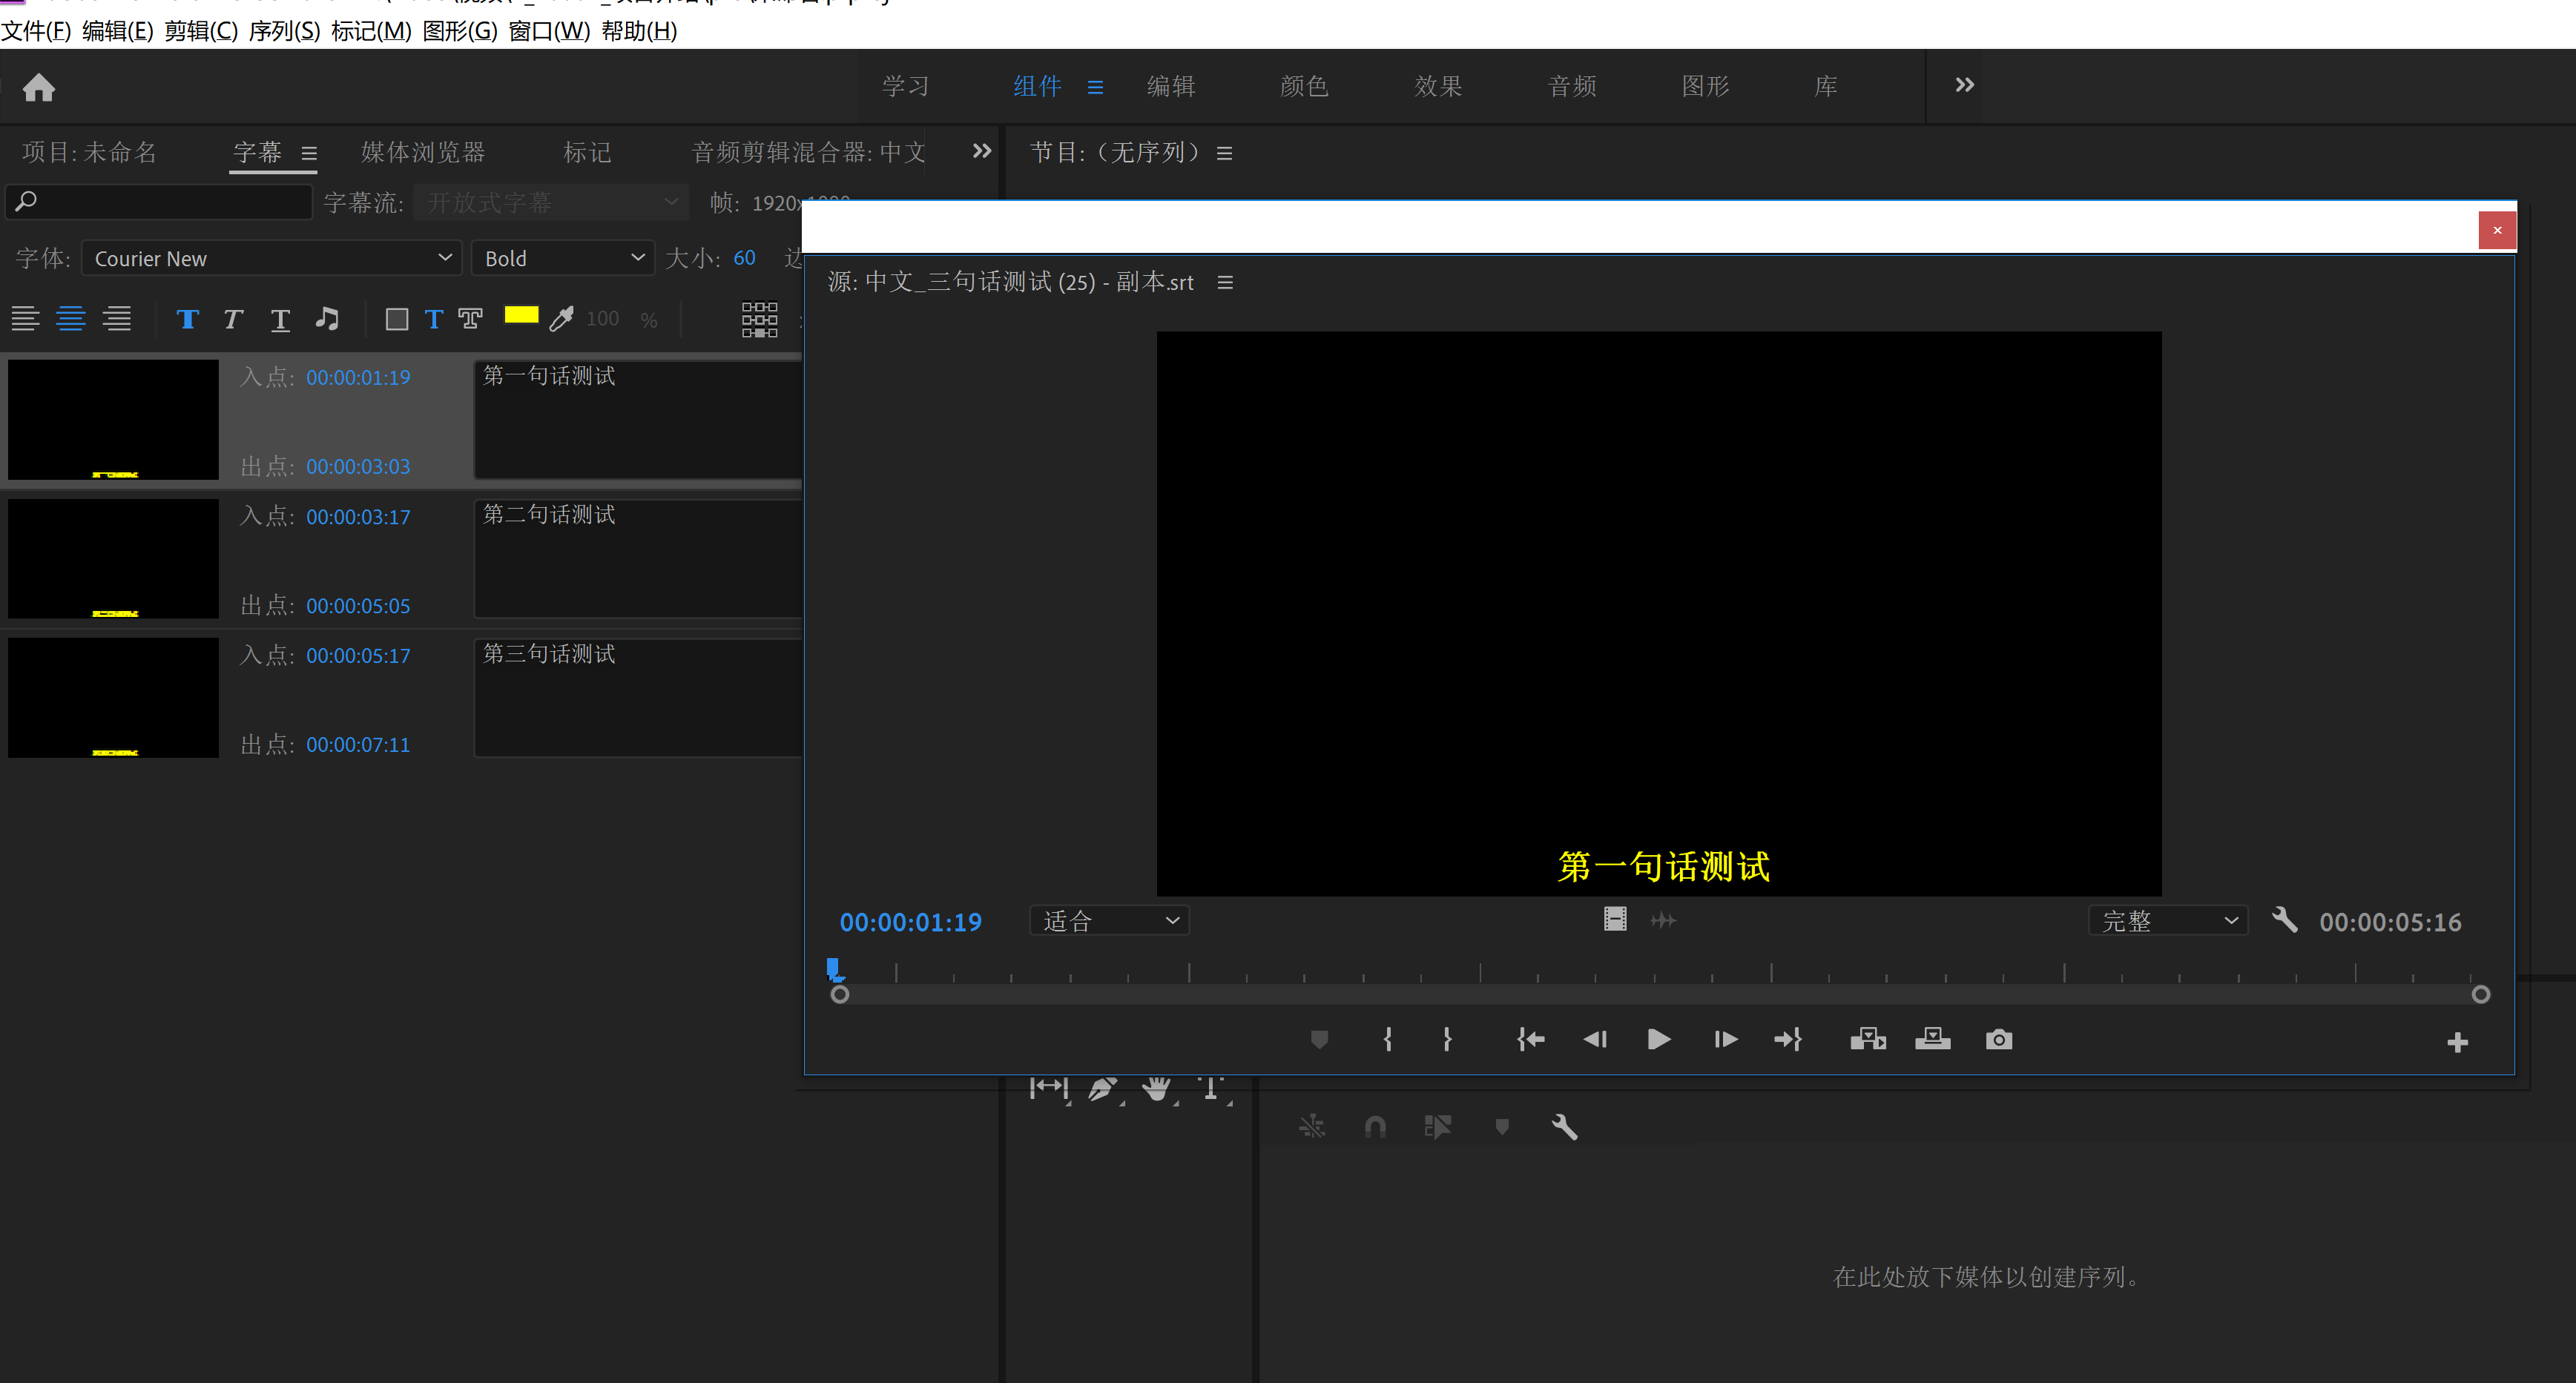 文件(F) 编辑(E) 剪辑(C) 序列(S) 标记(M) 图形(G) 窗口(W) 帮助(H)
学习 组件 编辑 颜色 效果 音频 图形 库
项目: 未命名 字幕 媒体浏览器 标记 音频剪辑混合器: 中文
节目:（无序列）
字幕流: 开放式字幕 帧: 1920x1080
字体: Courier New Bold 大小: 60 边
100 %
源: 中文_三句话测试 (25) - 副本.srt
入点: 00:00:01:19 第一句话测试
出点: 00:00:03:03
入点: 00:00:03:17 第二句话测试
出点: 00:00:05:05
入点: 00:00:05:17 第三句话测试
出点: 00:00:07:11
第一句话测试
00:00:01:19 适合 完整 00:00:05:16
在此处放下媒体以创建序列。